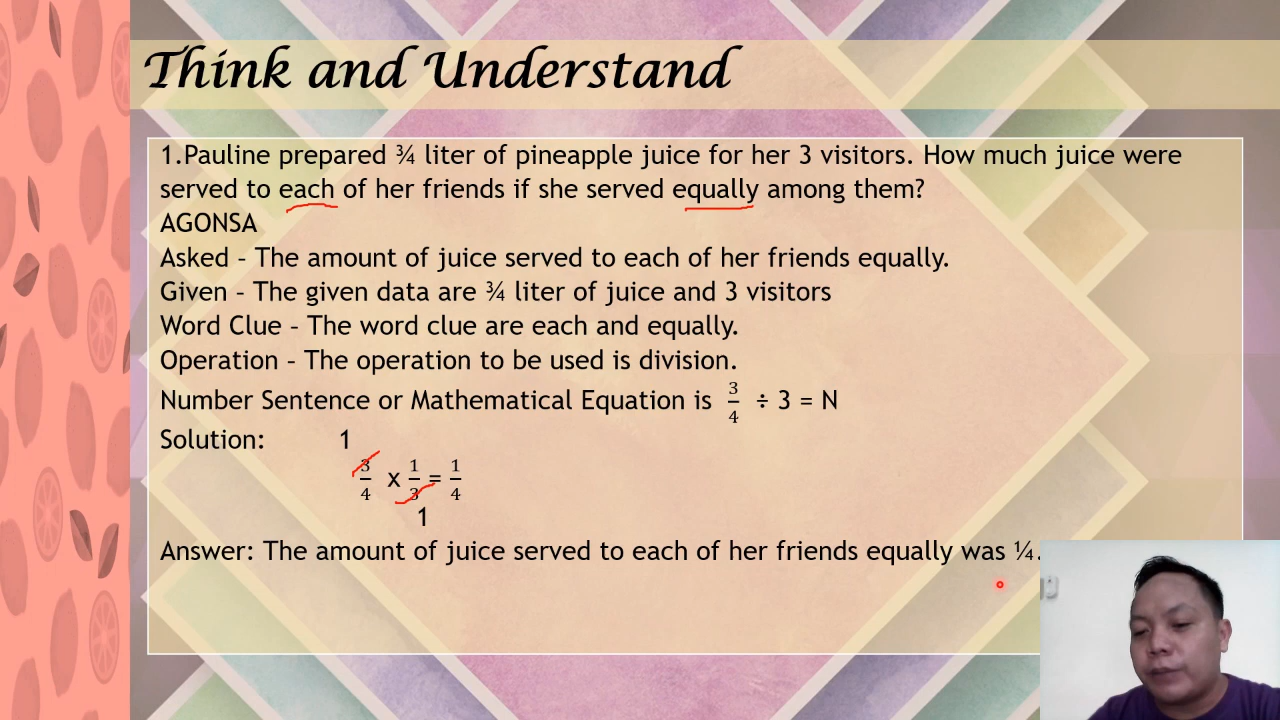 Think and Understand
1.Pauline prepared ¾ liter of pineapple juice for her 3 visitors. How much juice were
served to each of her friends if she served equally among them?
AGONSA
Asked – The amount of juice served to each of her friends equally.
Given – The given data are ¾ liter of juice and 3 visitors
Word Clue – The word clue are each and equally.
Operation – The operation to be used is division.
Number Sentence or Mathematical Equation is 3/4 ÷ 3 = N
Solution: 1
3/4 x 1/3 = 1/4
1
Answer: The amount of juice served to each of her friends equally was ¼.